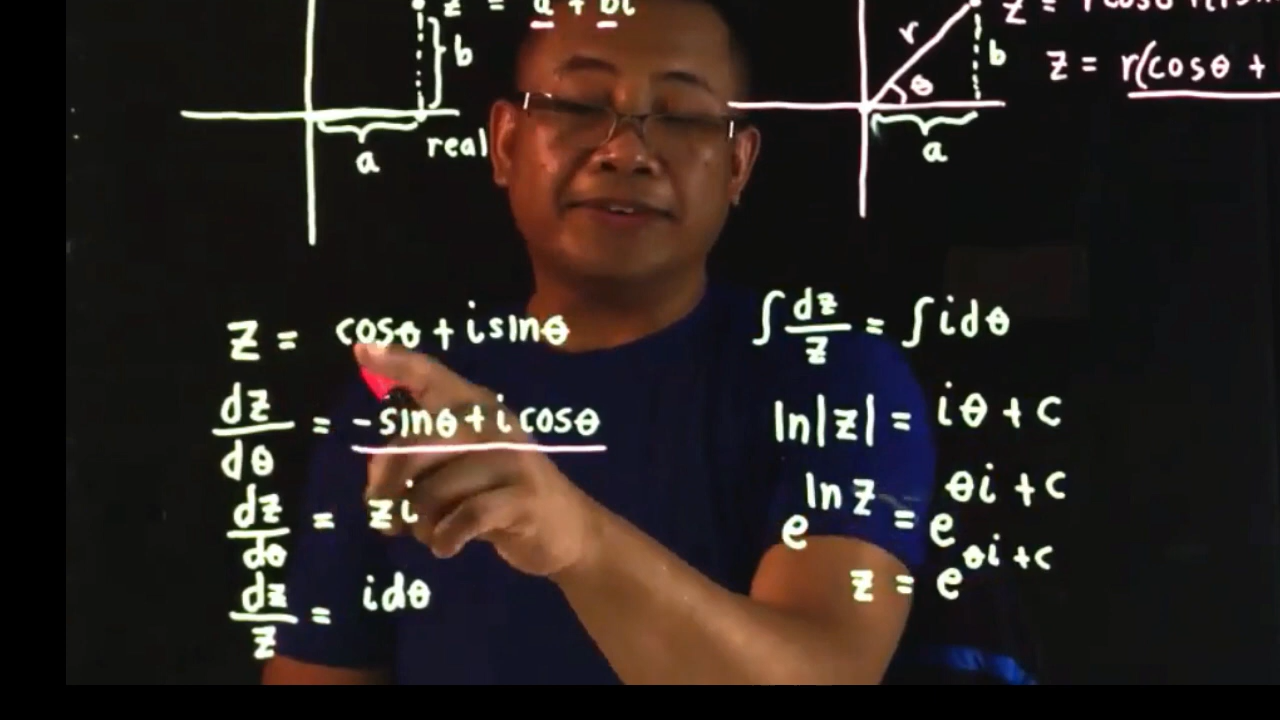 z = a + bi
b
a
real
r
θ
b
a
z = r(cosθ +
z = cosθ + i sinθ
dz/dθ = -sinθ + i cosθ
dz/dθ = zi
dz/z = idθ
∫ dz/z = ∫ idθ
ln|z| = iθ + c
e^{ln z} = e^{θi + c}
z = e^{θi + c}